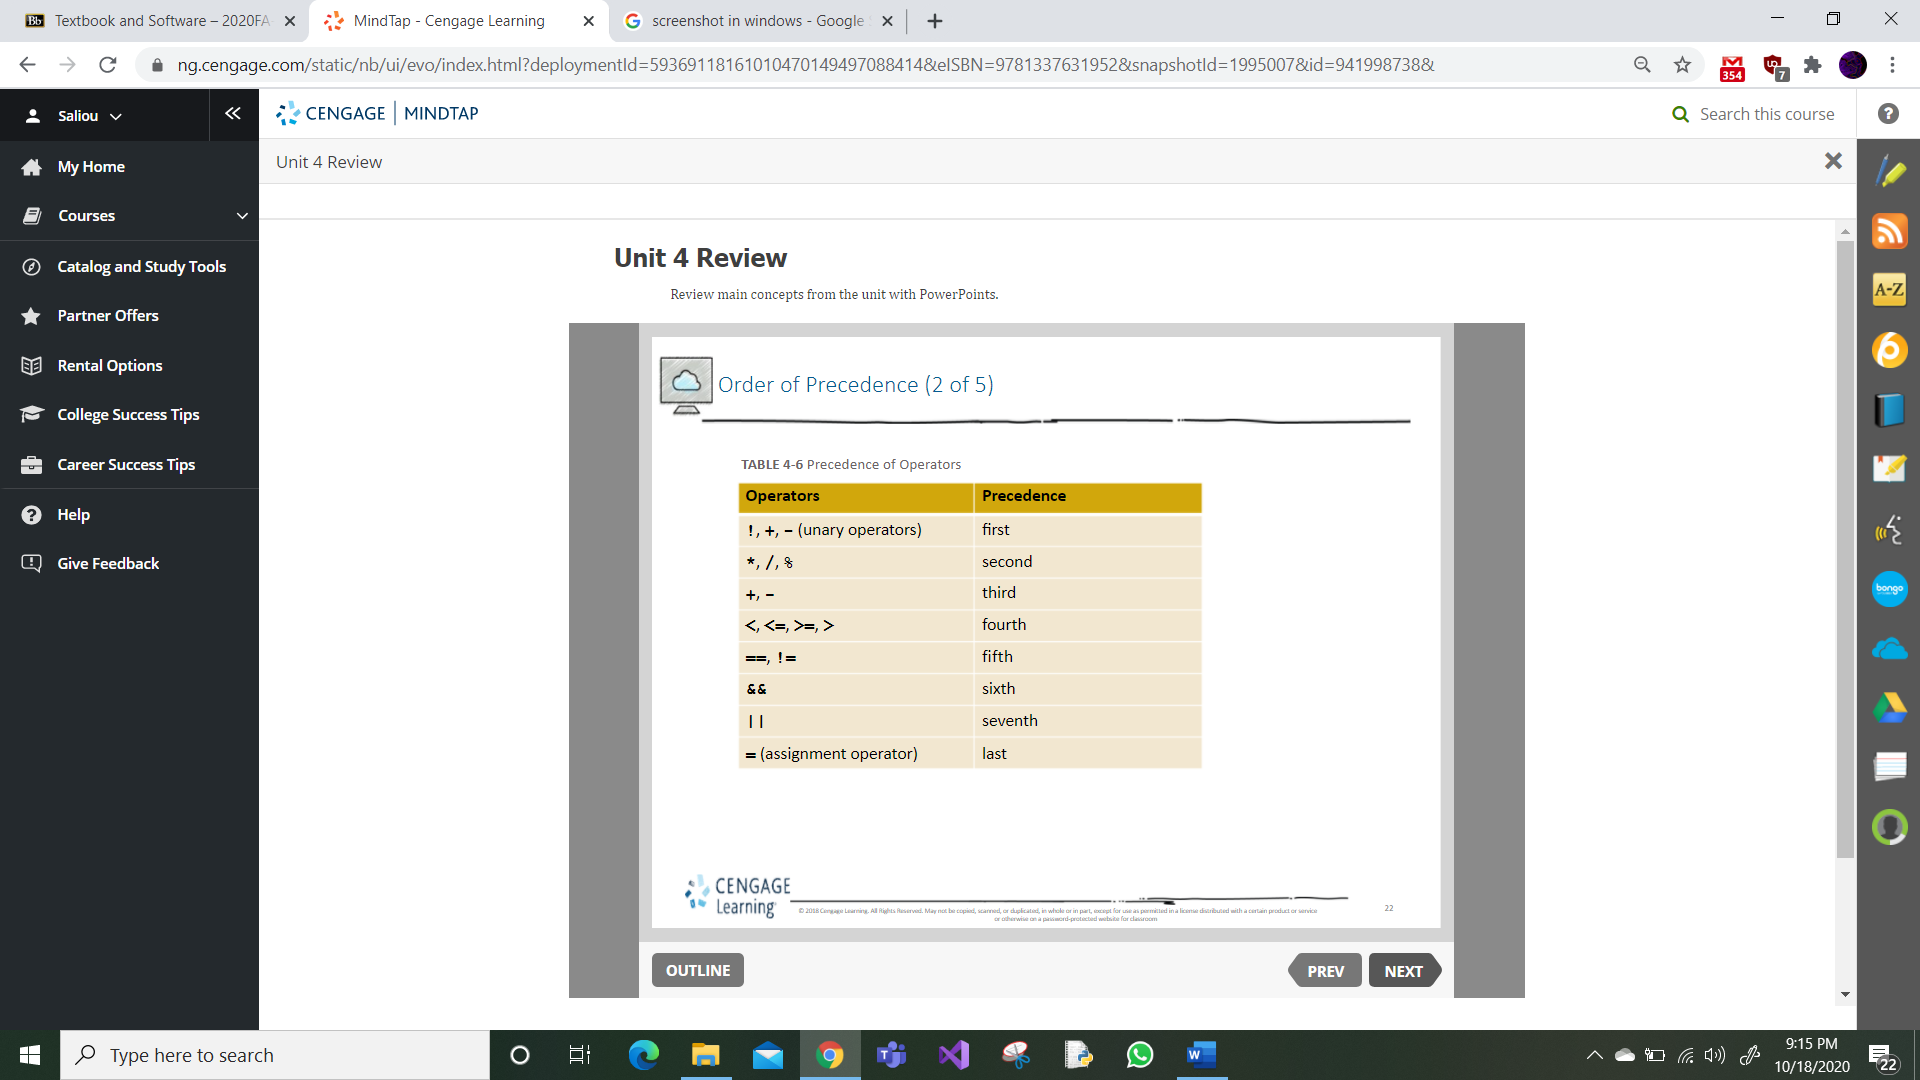 Textbook and Software – 2020FA
MindTap - Cengage Learning
screenshot in windows - Google
ng.cengage.com/static/nb/ui/evo/index.html?deploymentId=5936911816101047014949708​8414&eISBN=9781337631952&snapshotId=1995007&id=941998738&
354
7
Saliou
CENGAGE | MINDTAP
Search this course
My Home
Unit 4 Review
Courses
Catalog and Study Tools
Partner Offers
Rental Options
College Success Tips
Career Success Tips
Help
Give Feedback
Unit 4 Review
Review main concepts from the unit with PowerPoints.
Order of Precedence (2 of 5)
TABLE 4-6 Precedence of Operators
Operators Precedence
!, +, – (unary operators) first
*, /, % second
+, – third
<, <=, >=, > fourth
==, != fifth
&& sixth
|| seventh
= (assignment operator) last
CENGAGE
Learning
© 2018 Cengage Learning. All Rights Reserved. May not be copied, scanned, or duplicated, in whole or in part, except for use as permitted in a license distributed with a certain product or service
or otherwise on a password-protected website for classroom
22
OUTLINE
PREV
NEXT
A-Z
bongo
Type here to search
9:15 PM
10/18/2020
22